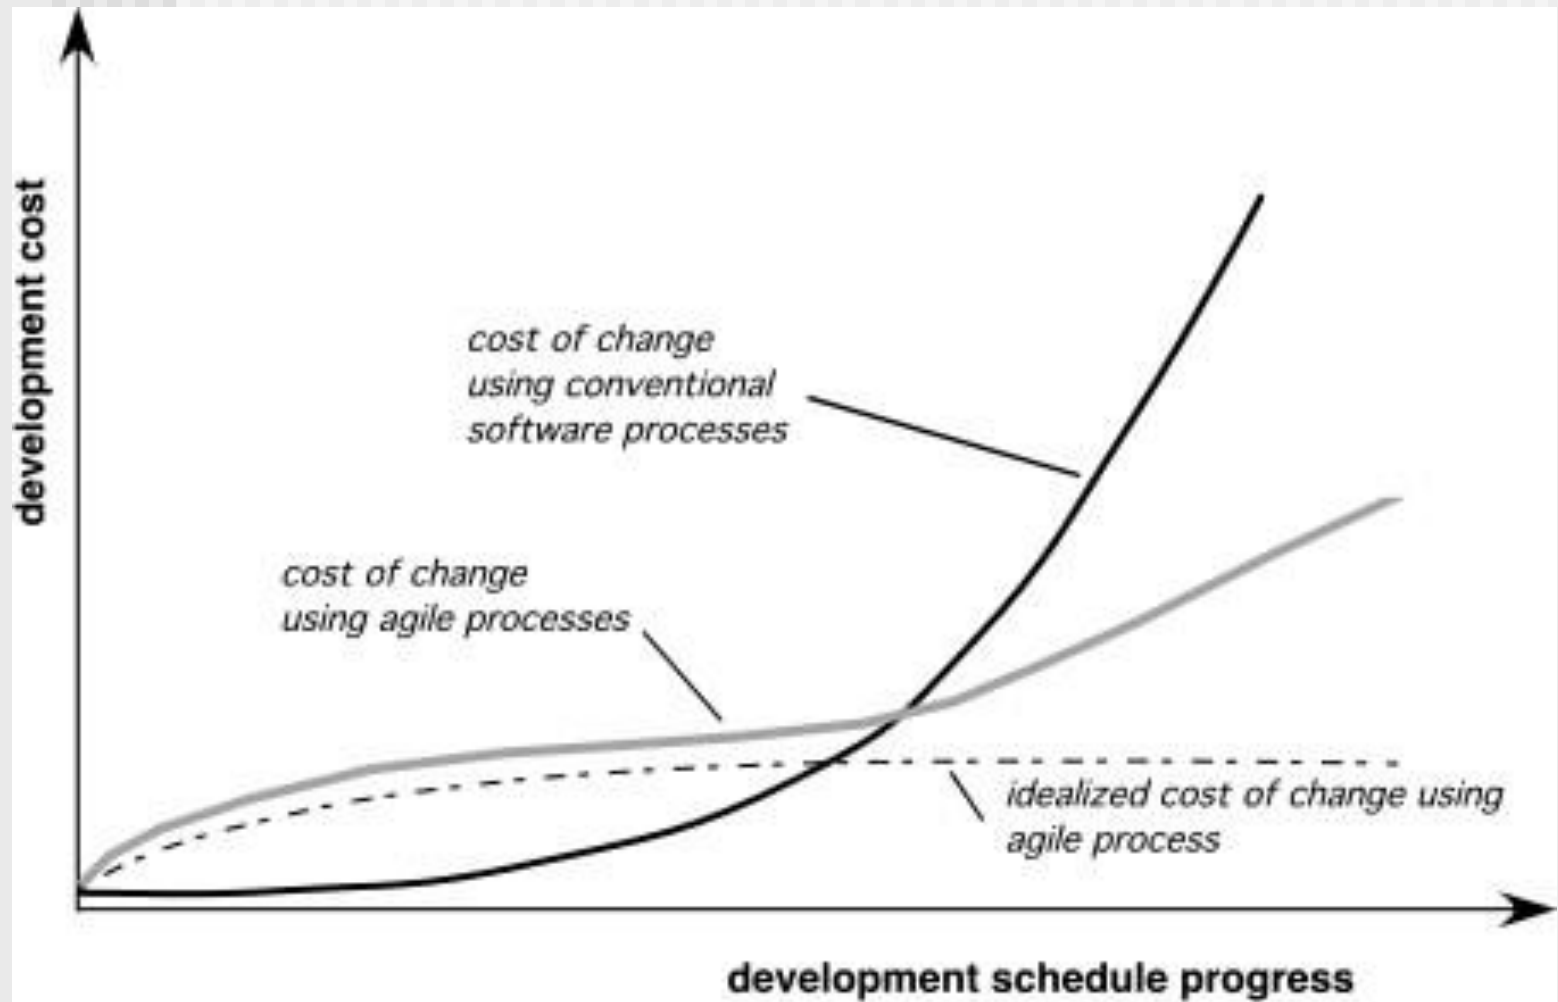 development cost
cost of change
using conventional
software processes
cost of change
using agile processes
idealized cost of change using
agile process
development schedule progress